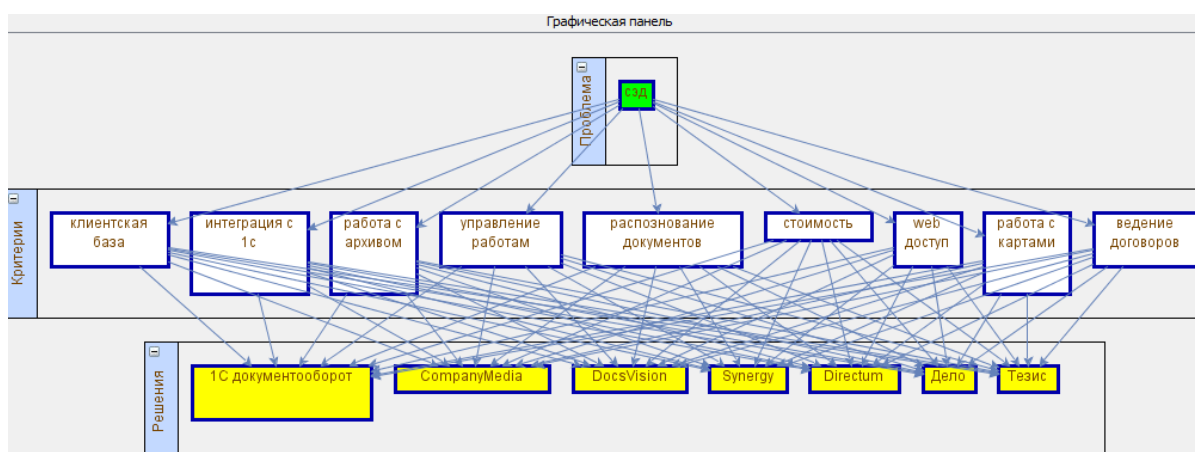 Графическая панель
Проблема
сэд
Критерии
клиентская
база
интеграция с
1с
работа с
архивом
управление
работам
распознование
документов
стоимость
web
доступ
работа с
картами
ведение
договоров
Решения
1С документооборот
CompanyMedia
DocsVision
Synergy
Directum
Дело
Тезис